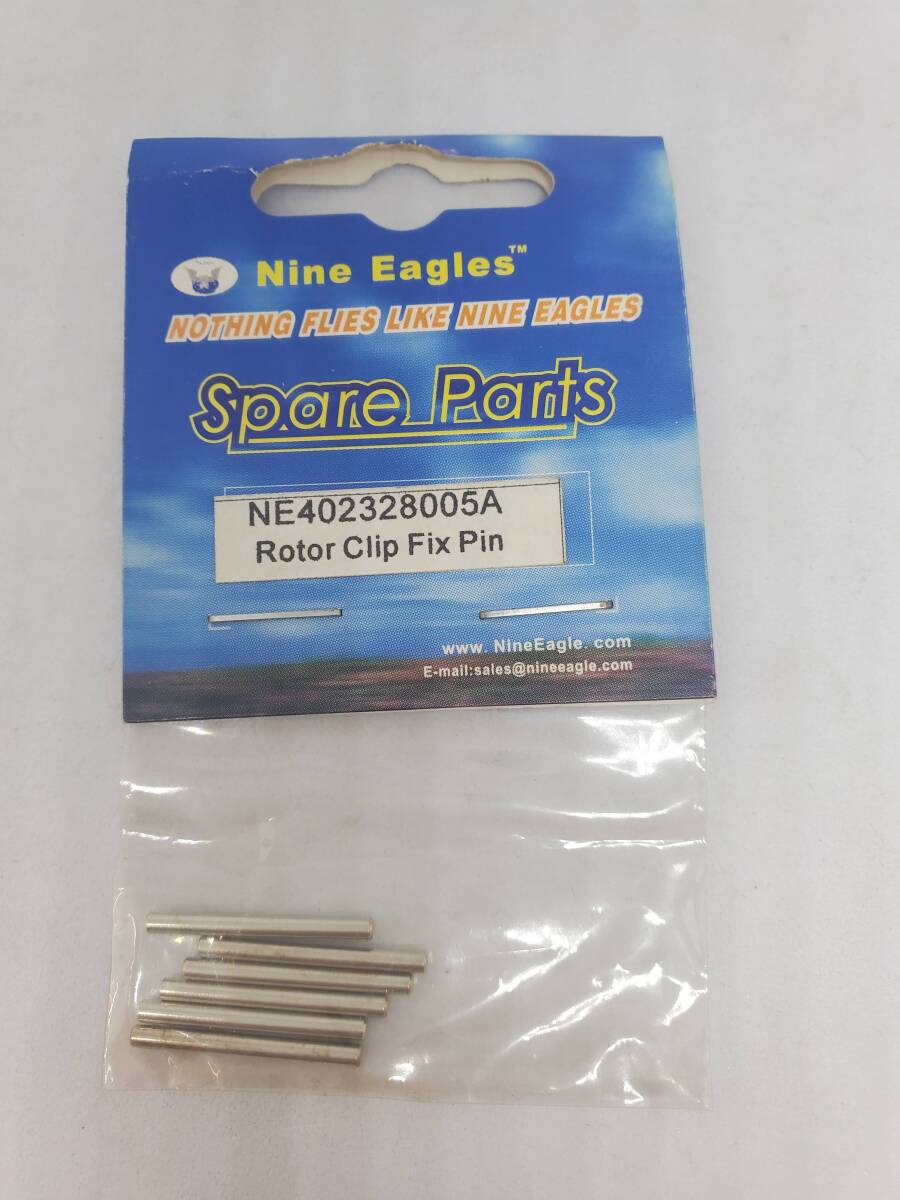 Nine Eagles™
NOTHING FLIES LIKE NINE EAGLES
Spare Parts
NE402328005A
Rotor Clip Fix Pin
www. NineEagle. com
E-mail:sales@nineeagle.com